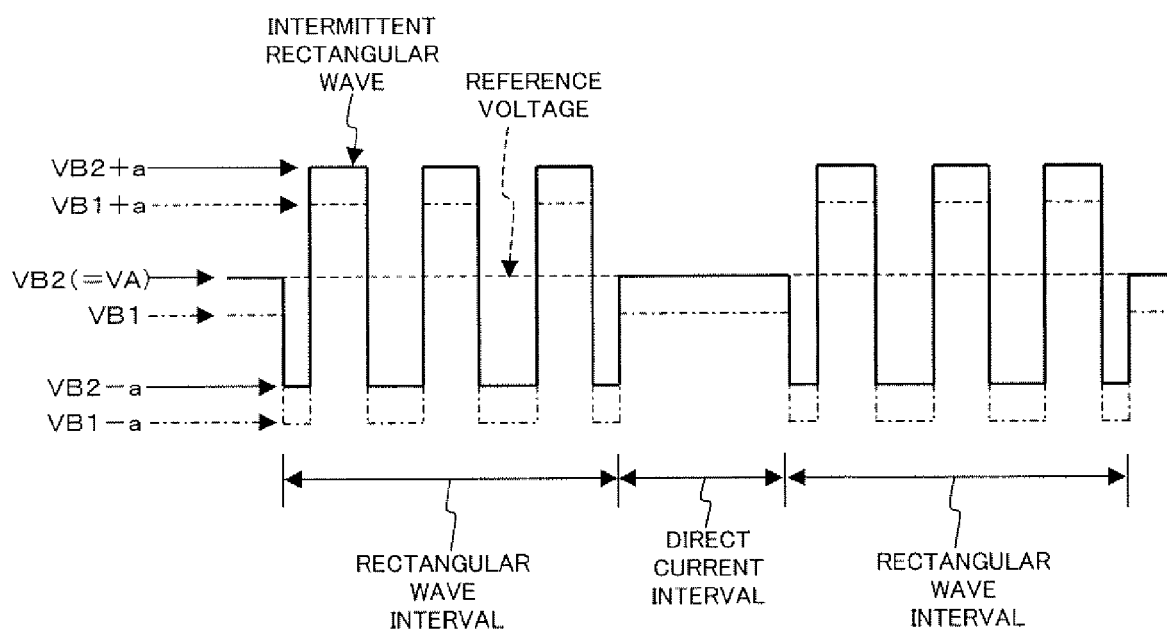 INTERMITTENT
RECTANGULAR
WAVE
REFERENCE
VOLTAGE
VB2+a
VB1+a
VB2(=VA)
VB1
VB2−a
VB1−a
RECTANGULAR
WAVE
INTERVAL
DIRECT
CURRENT
INTERVAL
RECTANGULAR
WAVE
INTERVAL